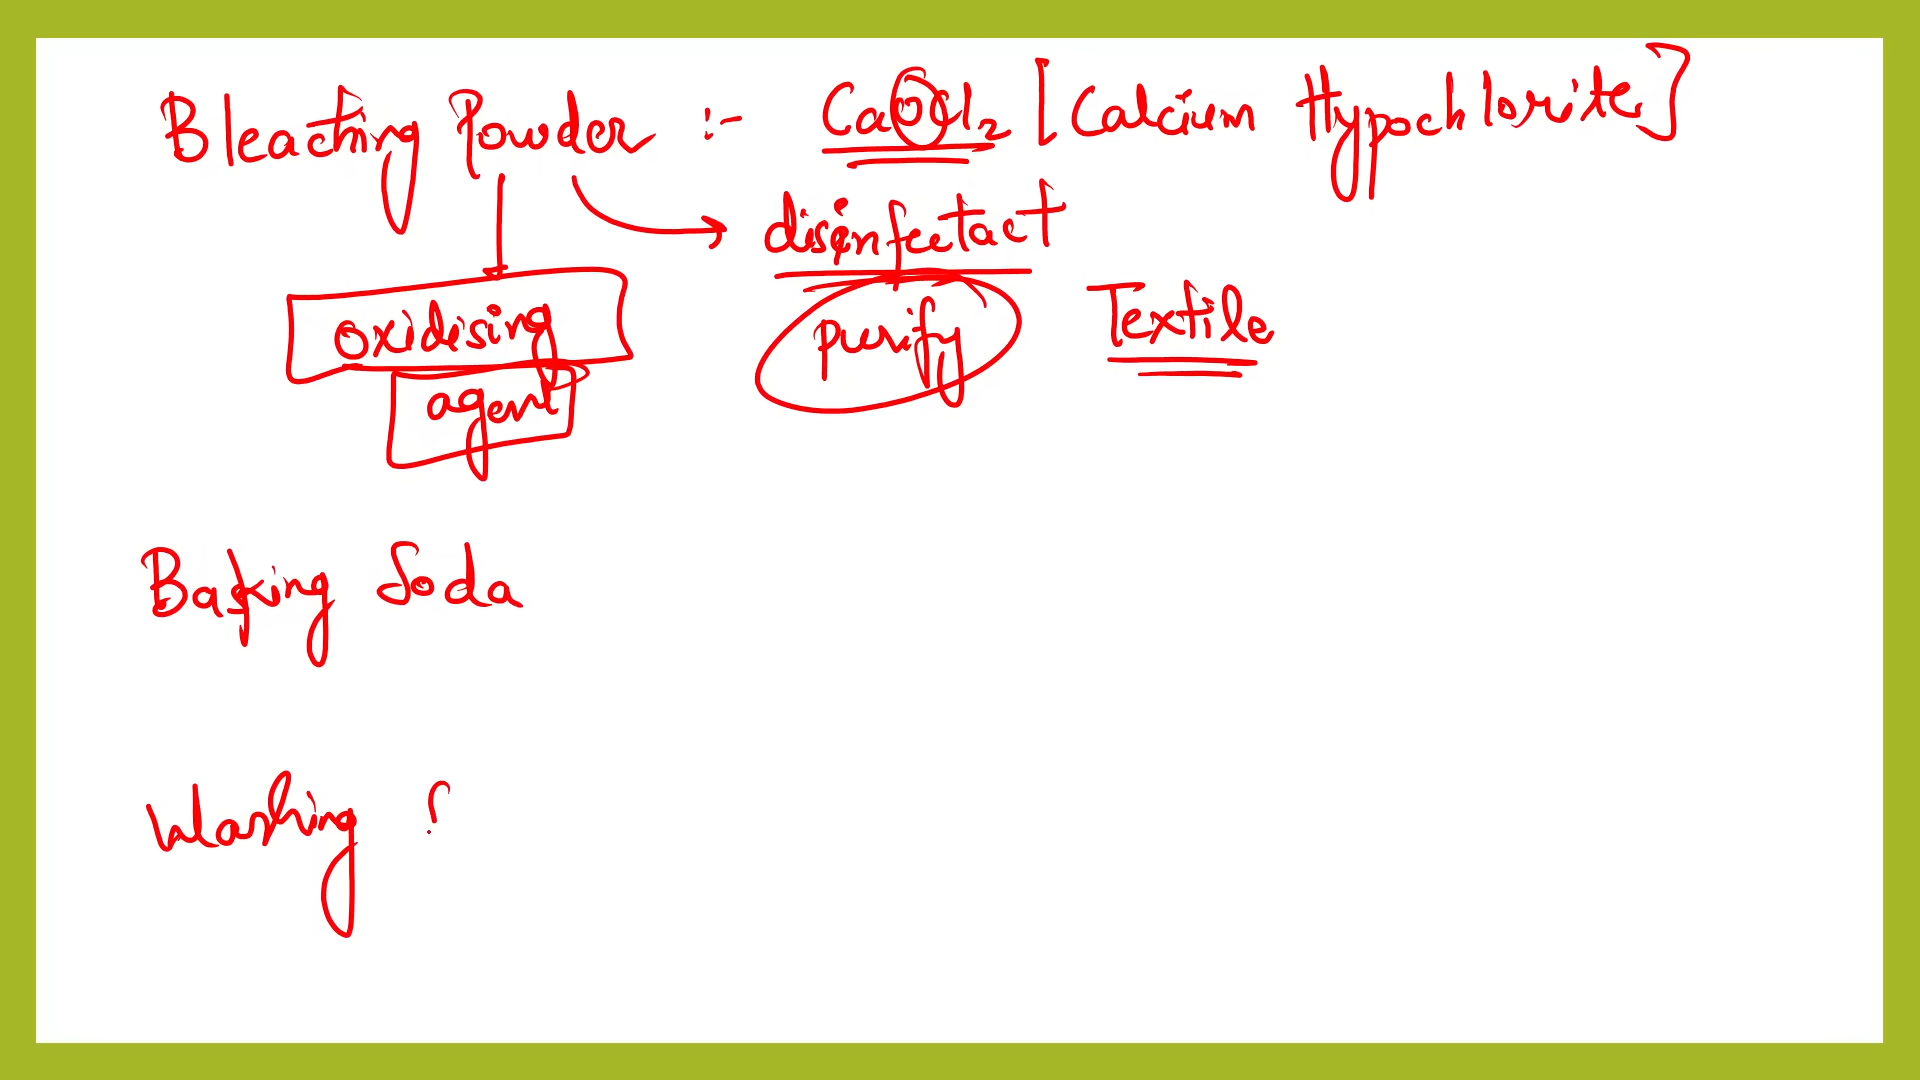 Bleaching Powder :- CaOCl₂ [Calcium Hypochlorite]
disinfectact
oxidising
purify Textile
agent
Baking Soda
Washing S